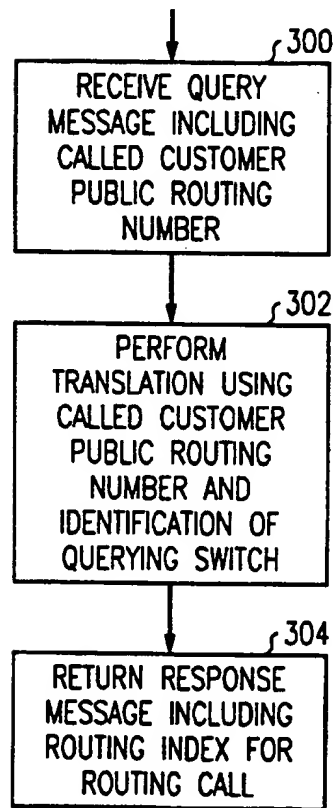 300
RECEIVE QUERY
MESSAGE INCLUDING
CALLED CUSTOMER
PUBLIC ROUTING
NUMBER
302
PERFORM
TRANSLATION USING
CALLED CUSTOMER
PUBLIC ROUTING
NUMBER AND
IDENTIFICATION OF
QUERYING SWITCH
304
RETURN RESPONSE
MESSAGE INCLUDING
ROUTING INDEX FOR
ROUTING CALL